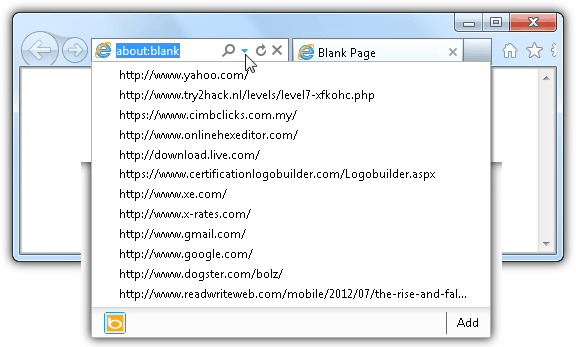 about:blank
Blank Page
http://www.yahoo.com/
http://www.try2hack.nl/levels/level7-xfkohc.php
https://www.cimbclicks.com.my/
http://www.onlinehexeditor.com/
http://download.live.com/
https://www.certificationlogobuilder.com/Logobuilder.aspx
http://www.xe.com/
http://www.x-rates.com/
http://www.gmail.com/
http://www.google.com/
http://www.dogster.com/bolz/
http://www.readwriteweb.com/mobile/2012/07/the-rise-and-fal...
Add